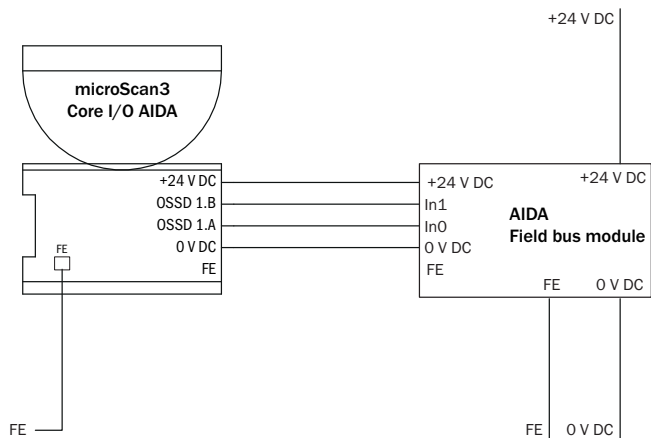 +24 V DC
microScan3
Core I/O AIDA
+24 V DC
OSSD 1.B
OSSD 1.A
0 V DC
FE
FE
+24 V DC
+24 V DC
In1
In0
0 V DC
FE
AIDA
Field bus module
FE
0 V DC
FE
FE
0 V DC